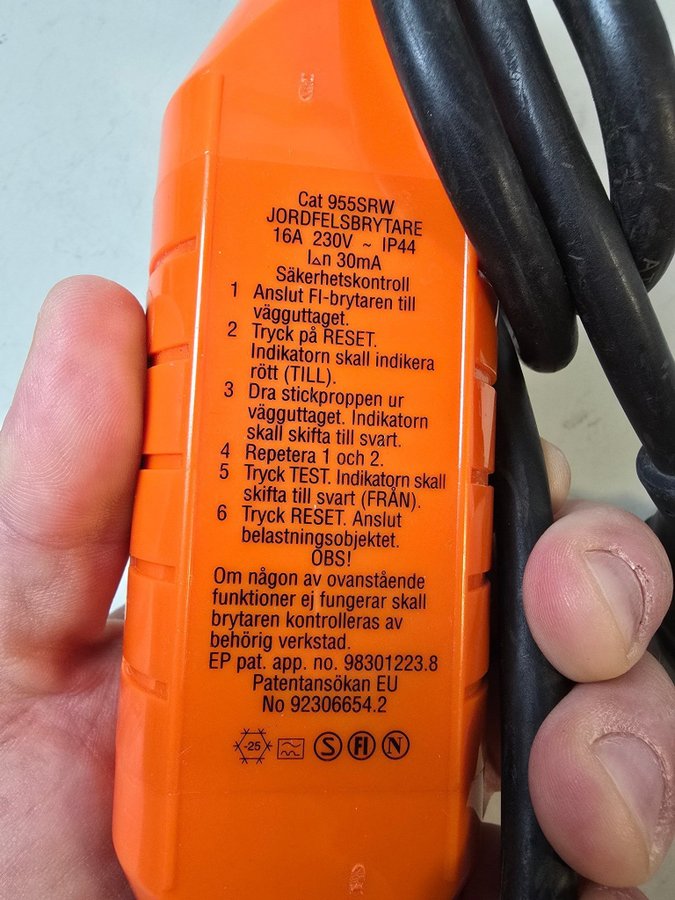 Cat 955SRW
JORDFELSBRYTARE
16A 230V ~ IP44
I△n 30mA
Säkerhetskontroll
1 Anslut FI-brytaren till
vägguttaget.
2 Tryck på RESET.
Indikatorn skall indikera
rött (TILL).
3 Dra stickproppen ur
vägguttaget. Indikatorn
skall skifta till svart.
4 Repetera 1 och 2.
5 Tryck TEST. Indikatorn skall
skifta till svart (FRÅN).
6 Tryck RESET. Anslut
belastningsobjektet.
OBS!
Om någon av ovanstående
funktioner ej fungerar skall
brytaren kontrolleras av
behörig verkstad.
EP pat. app. no. 98301223.8
Patentansökan EU
No 92306654.2
-25 S FI N